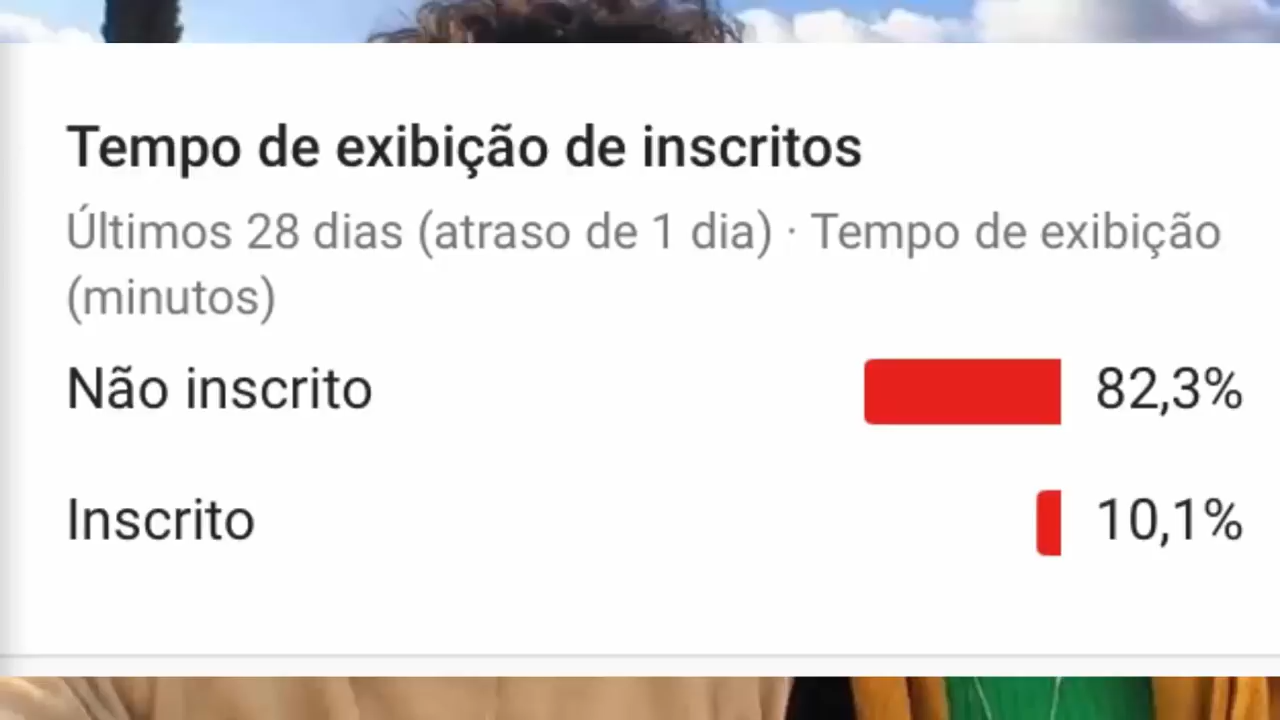 Tempo de exibição de inscritos
Últimos 28 dias (atraso de 1 dia) · Tempo de exibição
(minutos)
Não inscrito 82,3%
Inscrito 10,1%